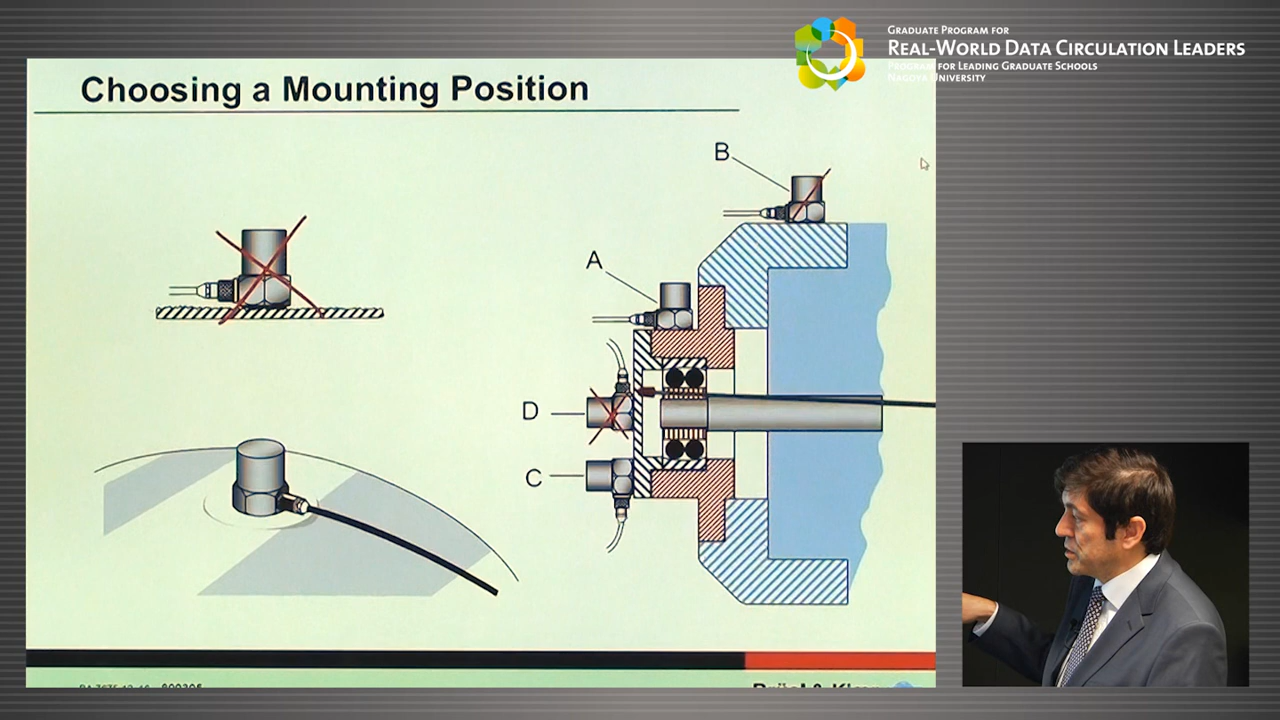 GRADUATE PROGRAM FOR
REAL-WORLD DATA CIRCULATION LEADERS
PROGRAM FOR LEADING GRADUATE SCHOOLS
NAGOYA UNIVERSITY
Choosing a Mounting Position
B
A
D
C